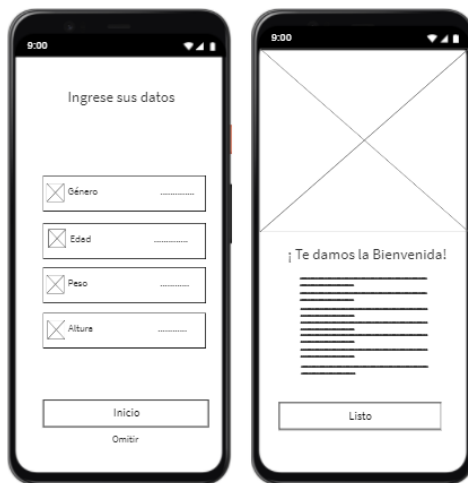 9:00
Ingrese sus datos
Género ...............
Edad ...............
Peso ...............
Altura ...............
Inicio
Omitir
9:00
¡ Te damos la Bienvenida!
Listo